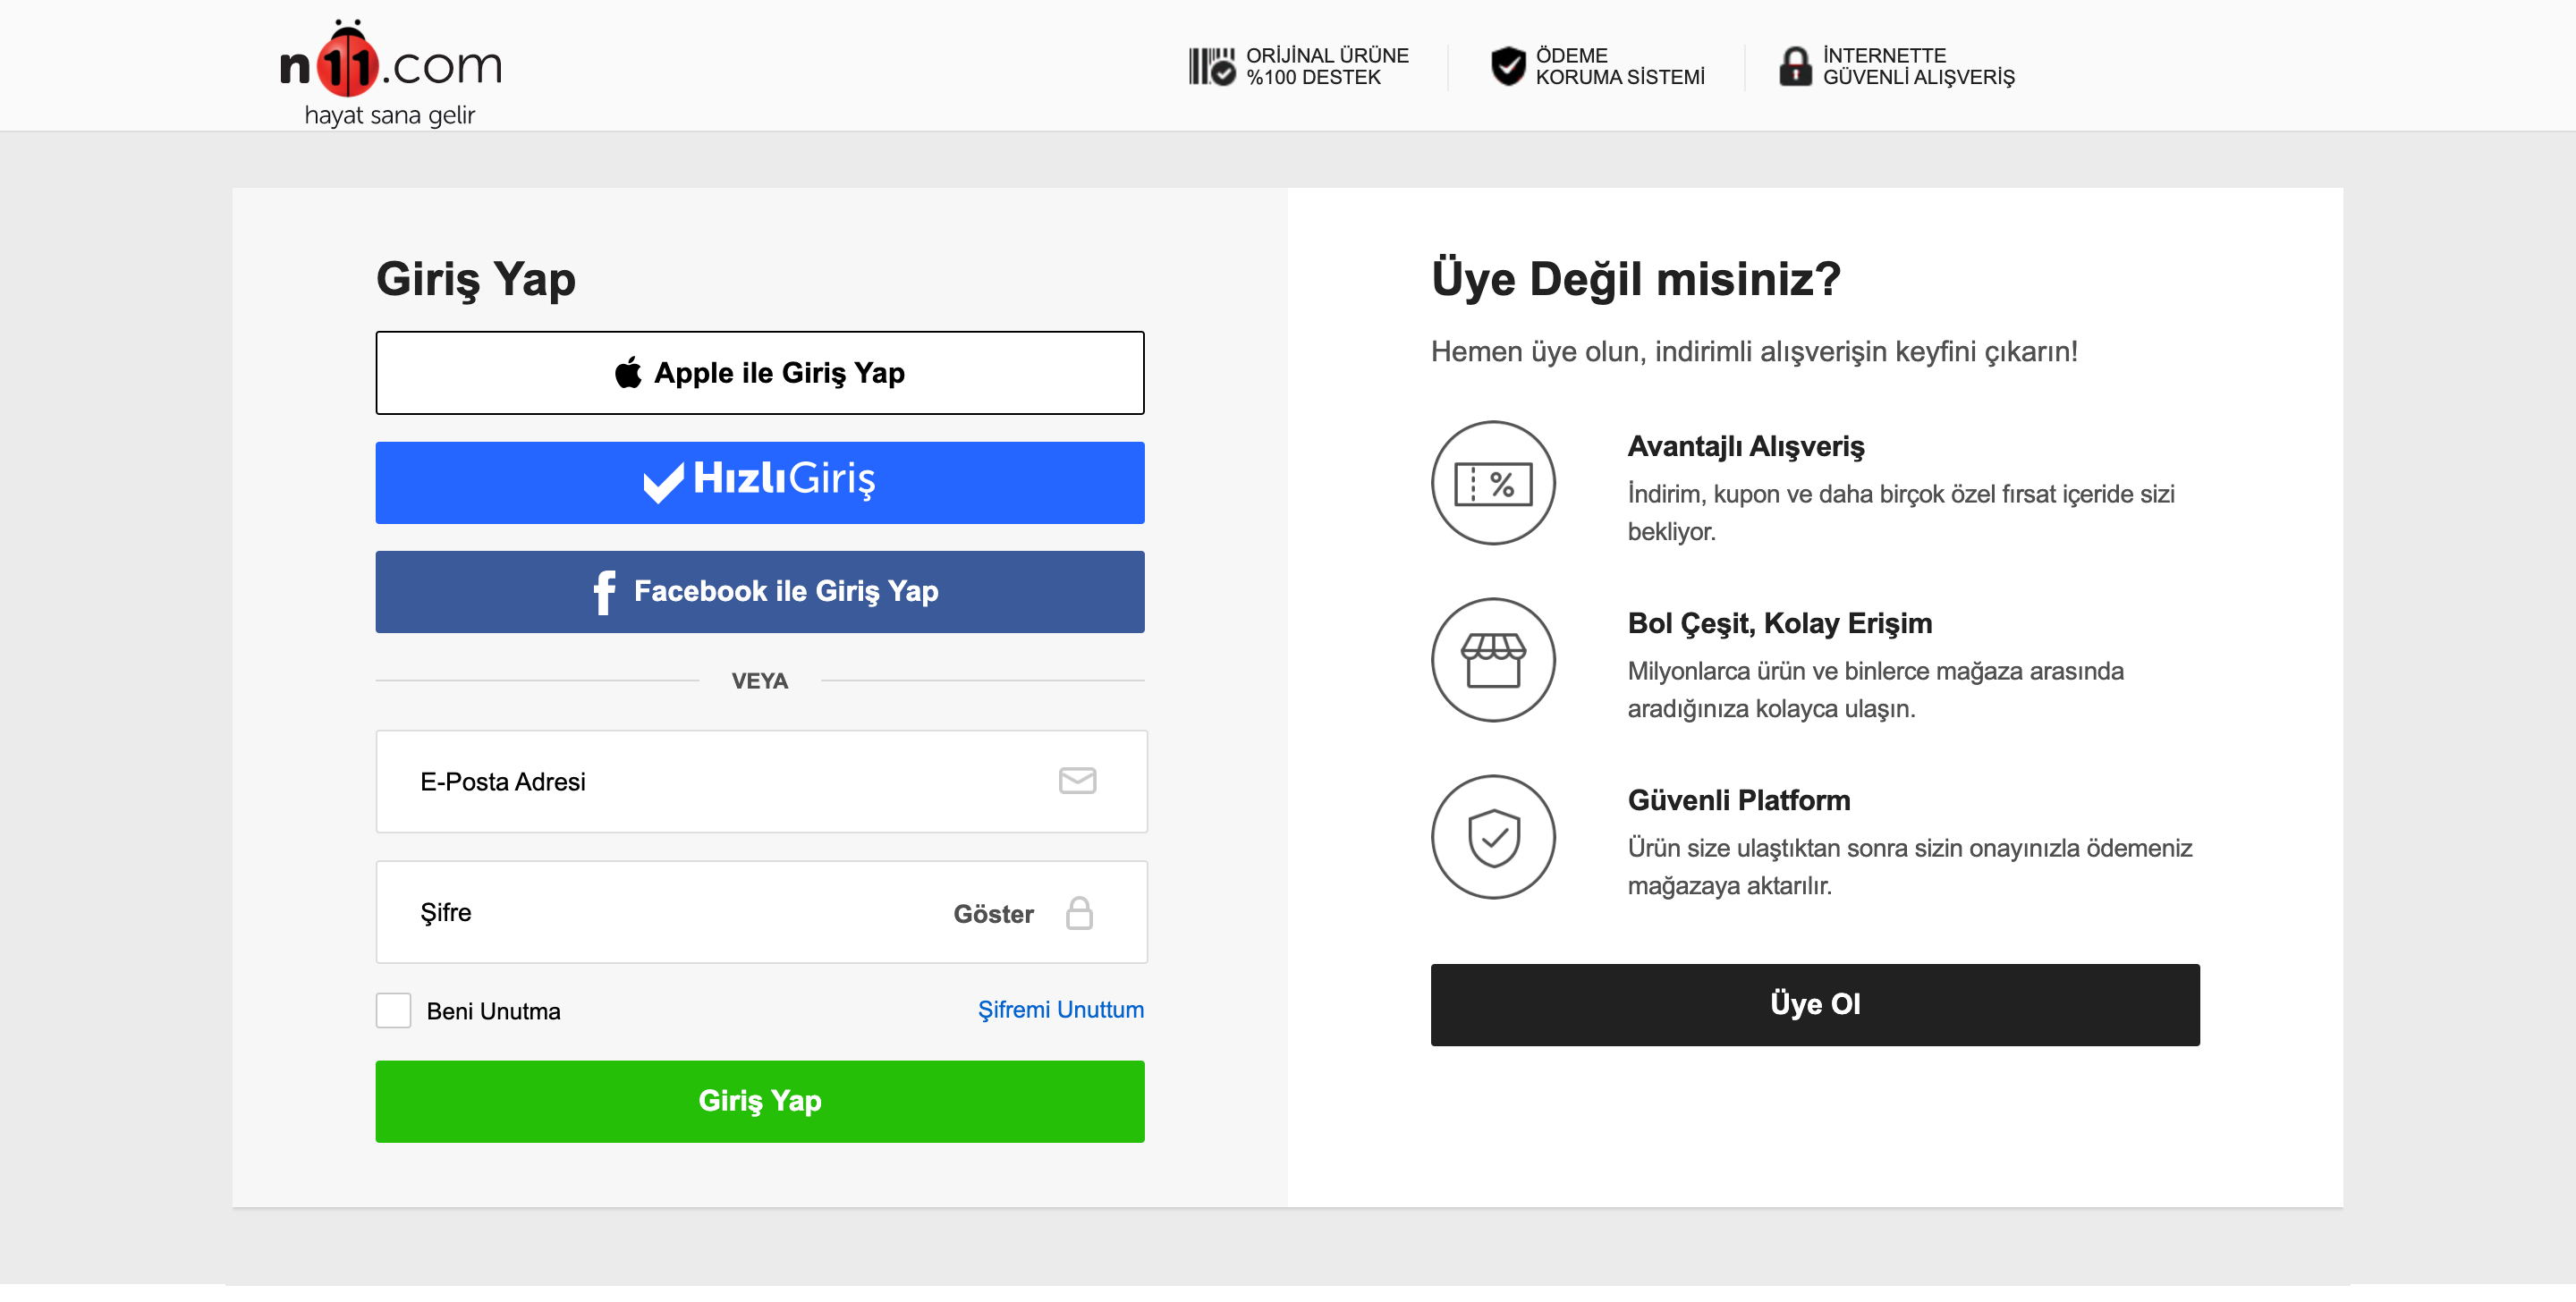 n11.com
hayat sana gelir
ORİJİNAL ÜRÜNE
%100 DESTEK
ÖDEME
KORUMA SİSTEMİ
İNTERNETTE
GÜVENLİ ALIŞVERİŞ
Giriş Yap
Apple ile Giriş Yap
HızlıGiriş
Facebook ile Giriş Yap
VEYA
E-Posta Adresi
Şifre
Göster
Beni Unutma
Şifremi Unuttum
Giriş Yap
Üye Değil misiniz?
Hemen üye olun, indirimli alışverişin keyfini çıkarın!
%
Avantajlı Alışveriş
İndirim, kupon ve daha birçok özel fırsat içeride sizi
bekliyor.
Bol Çeşit, Kolay Erişim
Milyonlarca ürün ve binlerce mağaza arasında
aradığınıza kolayca ulaşın.
Güvenli Platform
Ürün size ulaştıktan sonra sizin onayınızla ödemeniz
mağazaya aktarılır.
Üye Ol